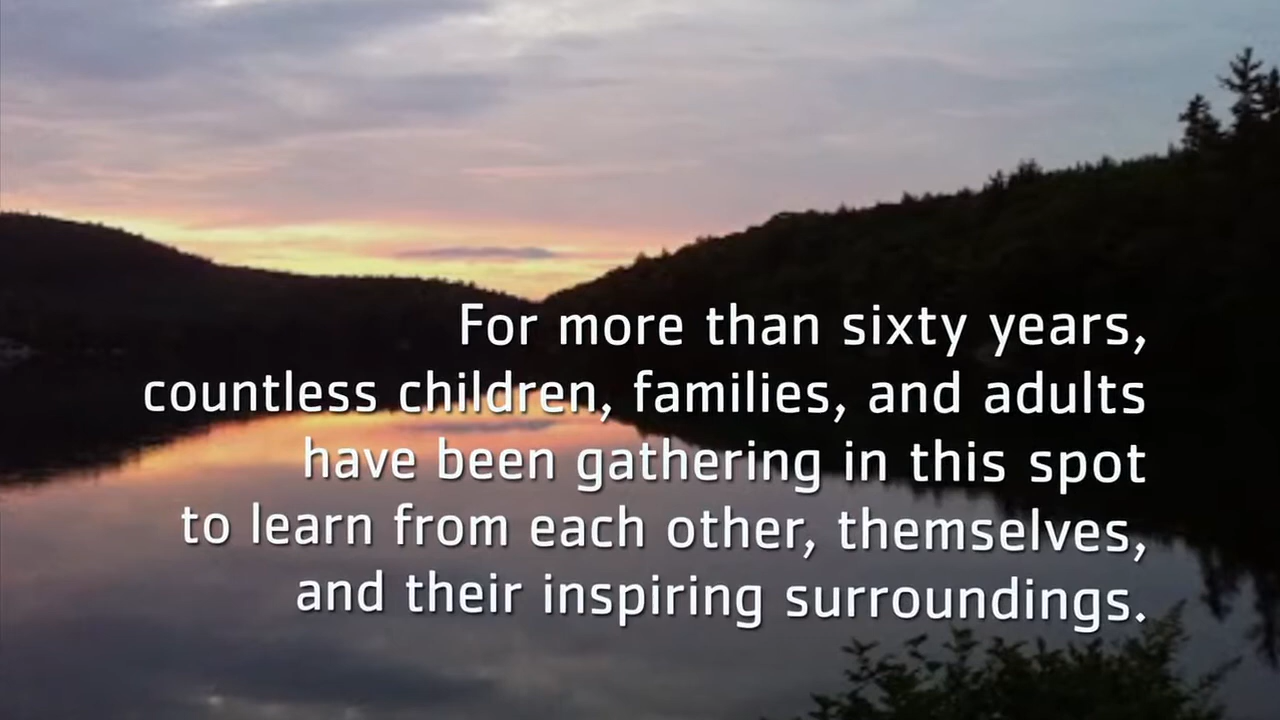 For more than sixty years,
countless children, families, and adults
have been gathering in this spot
to learn from each other, themselves,
and their inspiring surroundings.